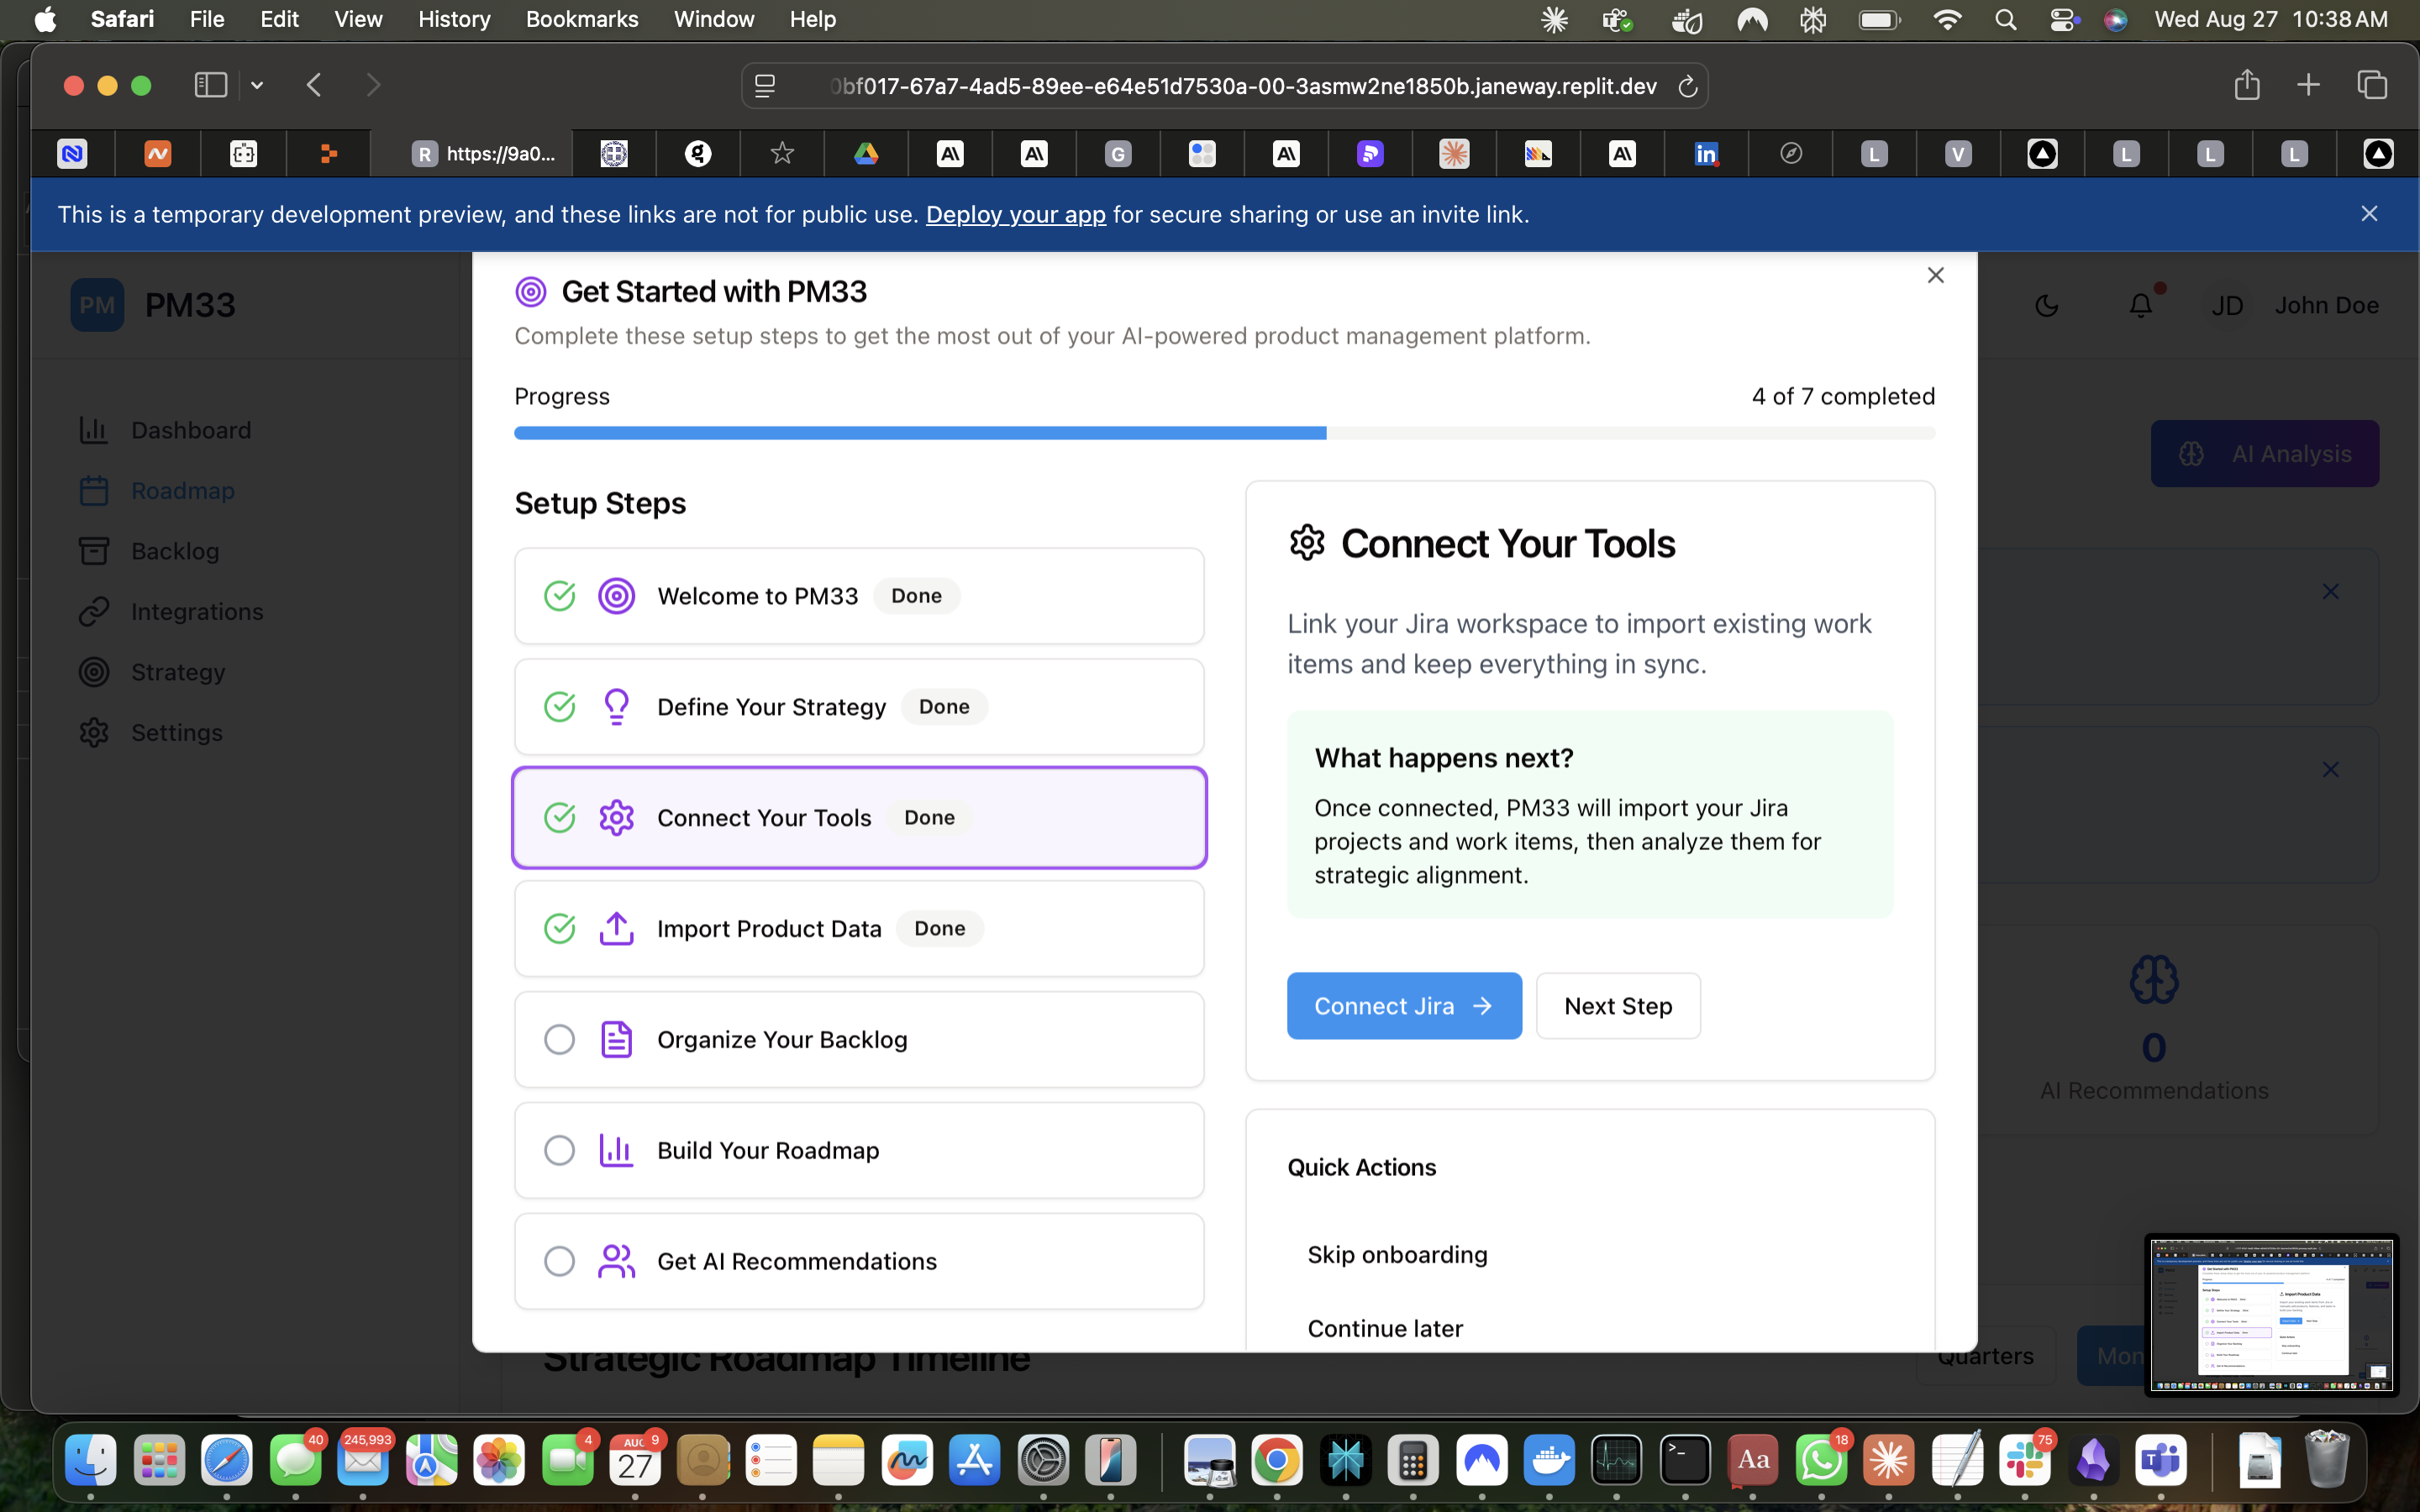 Safari File Edit View History Bookmarks Window Help Wed Aug 27 10:38 AM
0bf017-67a7-4ad5-89ee-e64e51d7530a-00-3asmw2ne1850b.janeway.replit.dev
R https://9a0...
G L V L L L
This is a temporary development preview, and these links are not for public use. Deploy your app for secure sharing or use an invite link.
PM PM33
JD John Doe
Dashboard
Roadmap
Backlog
Integrations
Strategy
Settings
AI Analysis
Get Started with PM33
Complete these setup steps to get the most out of your AI-powered product management platform.
Progress 4 of 7 completed
Setup Steps
Welcome to PM33 Done
Define Your Strategy Done
Connect Your Tools Done
Import Product Data Done
Organize Your Backlog
Build Your Roadmap
Get AI Recommendations
Connect Your Tools
Link your Jira workspace to import existing work
items and keep everything in sync.
What happens next?
Once connected, PM33 will import your Jira
projects and work items, then analyze them for
strategic alignment.
Connect Jira Next Step
Quick Actions
Skip onboarding
Continue later
0
AI Recommendations
Strategic Roadmap Timeline
Quarters Mon
40 245,993 4 AUG 9 27 Aa 18 75